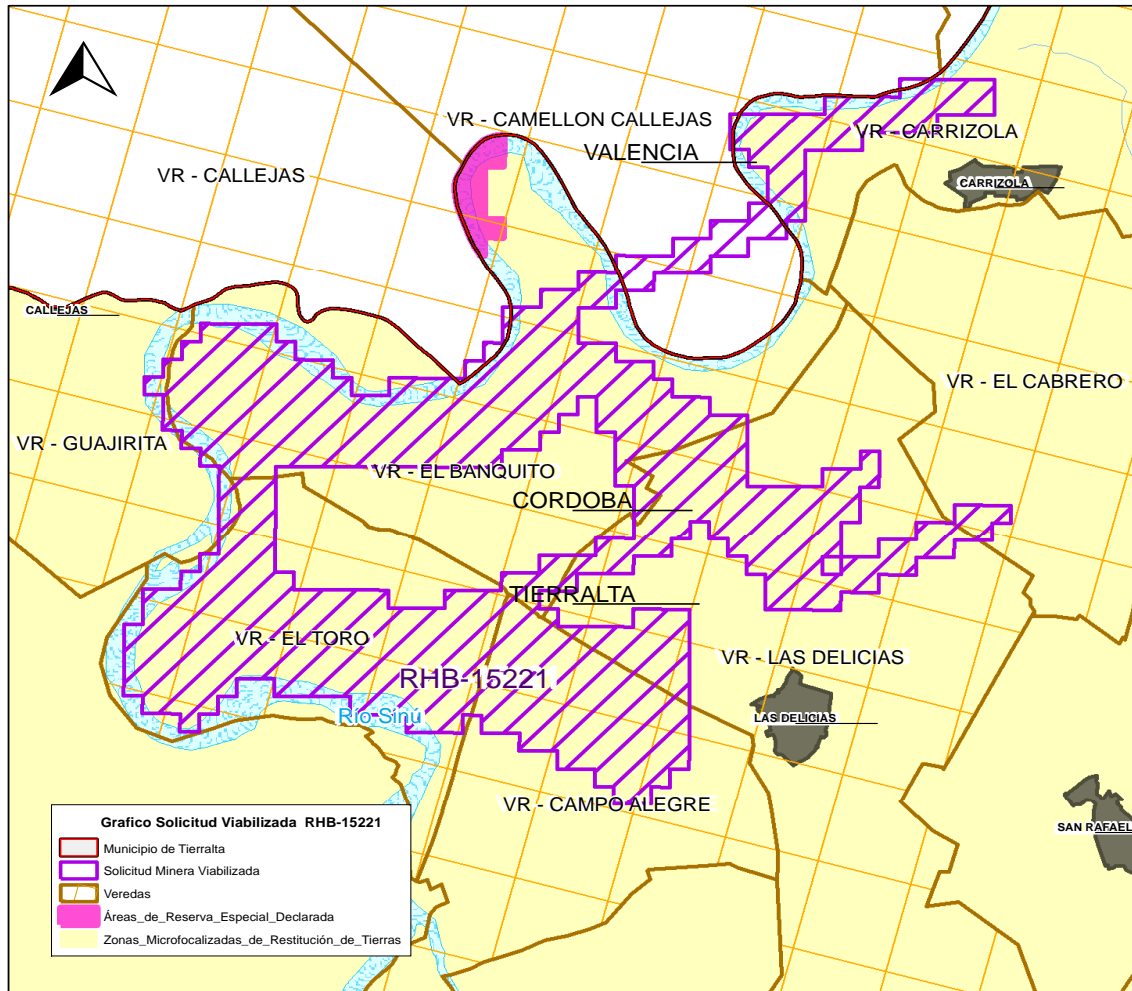 VR - CAMELLON CALLEJAS
VR - CARRIZOLA
VALENCIA
VR - CALLEJAS
CARRIZOLA
CALLEJAS
VR - EL CABRERO
VR - GUAJIRITA
VR - EL BANQUITO
CORDOBA
TIERRALTA
VR - EL TORO
VR - LAS DELICIAS
RHB-15221
Río Sinú
LAS DELICIAS
VR - CAMPO ALEGRE
SAN RAFAEL
Grafico Solicitud Viabilizada RHB-15221
Municipio de Tierralta
Solicitud Minera Viabilizada
Veredas
Áreas_de_Reserva_Especial_Declarada
Zonas_Microfocalizadas_de_Restitución_de_Tierras